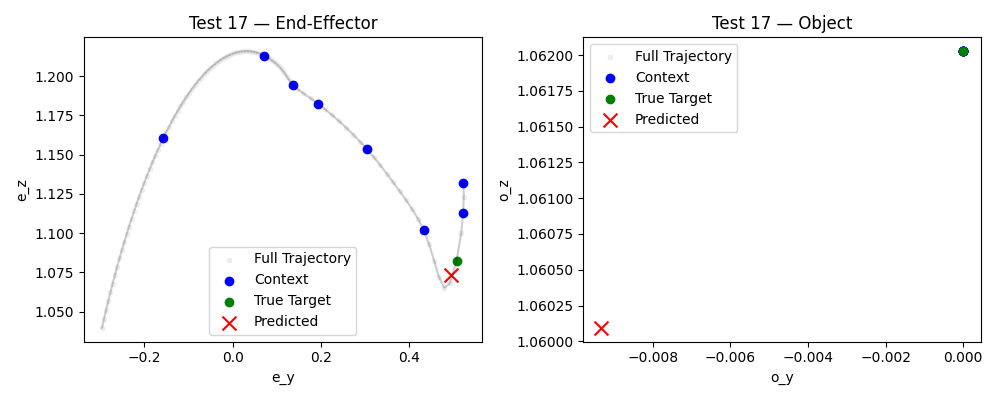 Test 17 — End-Effector
e_z
1.200
1.175
1.150
1.125
1.100
1.075
1.050
−0.2
0.0
0.2
0.4
e_y
Full Trajectory
Context
True Target
Predicted
Test 17 — Object
o_z
1.06200
1.06175
1.06150
1.06125
1.06100
1.06075
1.06050
1.06025
1.06000
−0.008
−0.006
−0.004
−0.002
0.000
o_y
Full Trajectory
Context
True Target
Predicted